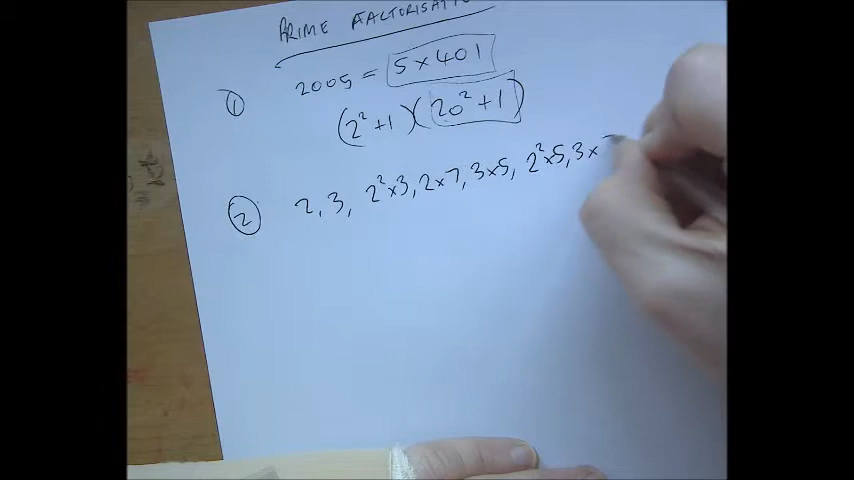 PRIME FACTORISATIO
① 2005 = 5 × 401
(2² + 1)(20² + 1)
② 2, 3, 2² × 3, 2 × 7, 3 × 5, 2² × 5, 3 ×